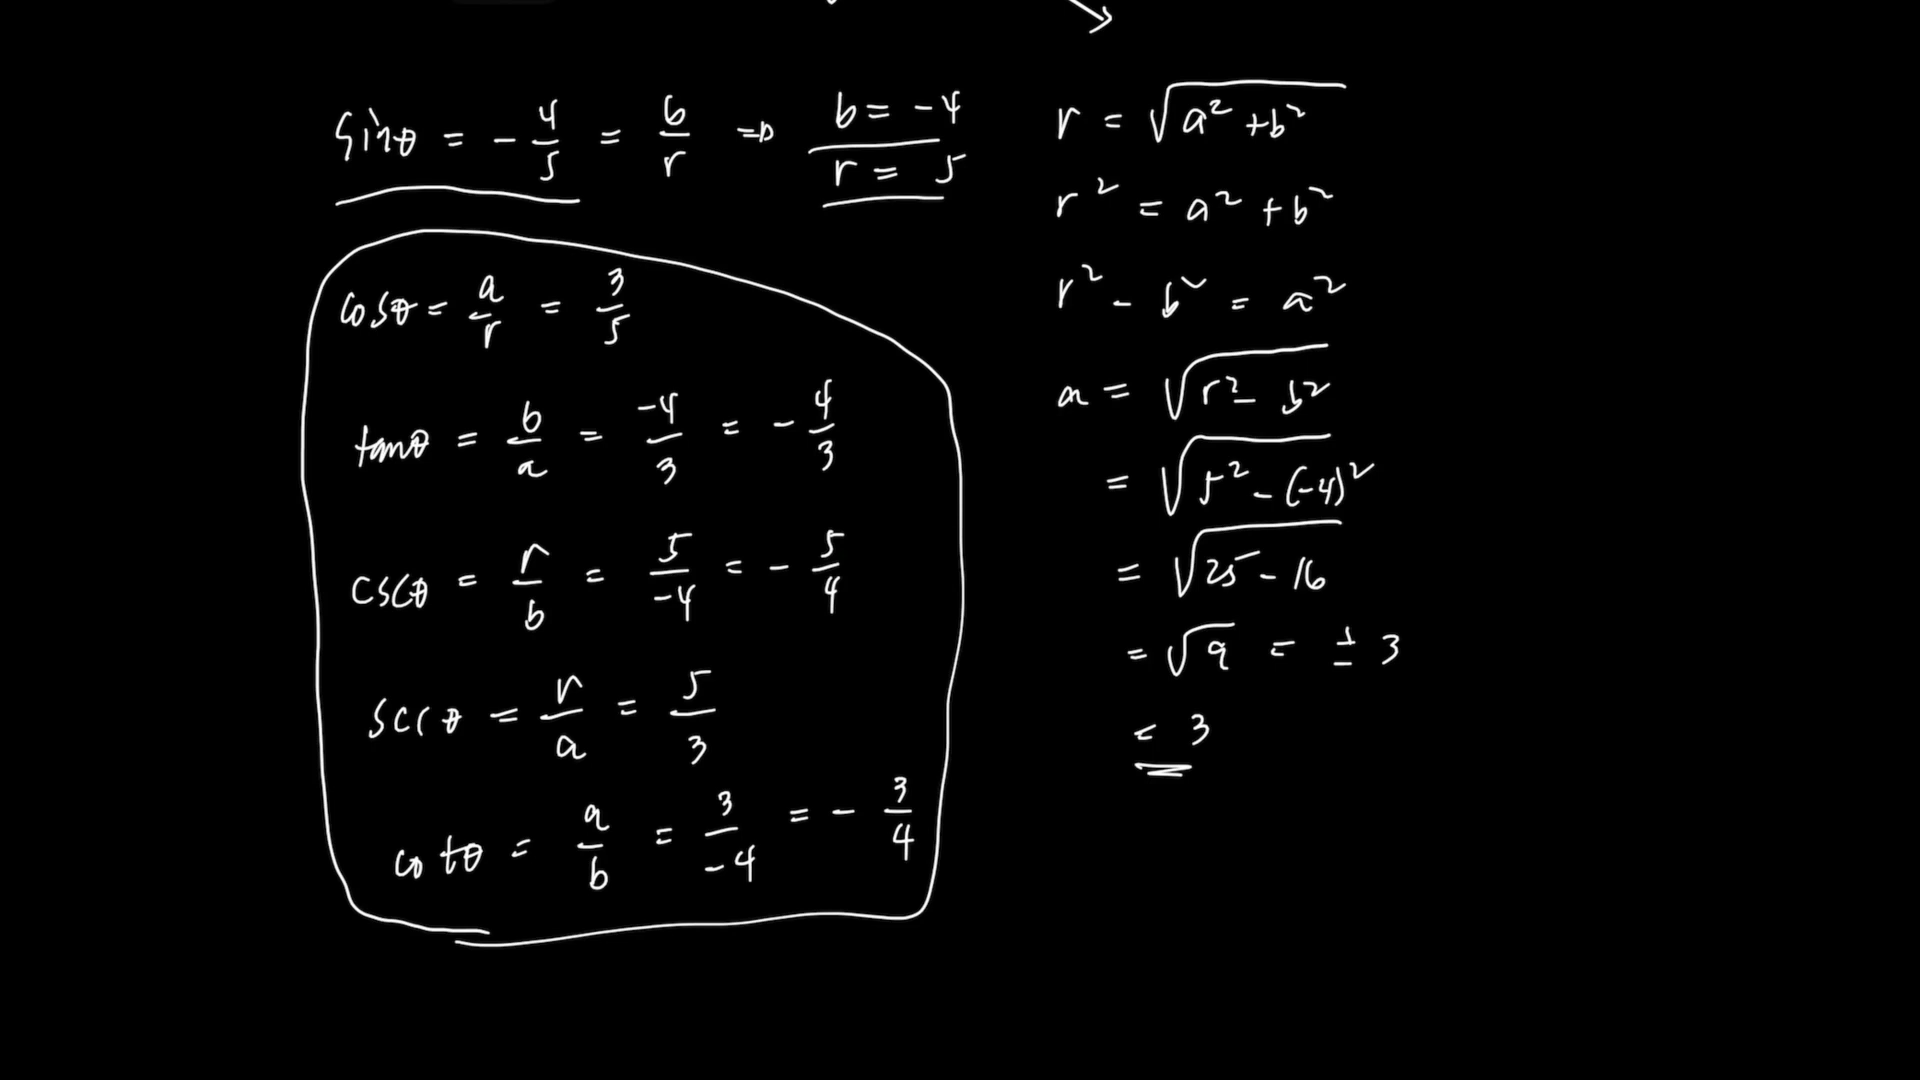 sinθ = - 4/5 = b/r ⇒ b = -4
r = 5
cosθ = a/r = 3/5
tanθ = b/a = -4/3 = - 4/3
cscθ = r/b = 5/-4 = - 5/4
secθ = r/a = 5/3
cotθ = a/b = 3/-4 = - 3/4
r = √(a² + b²)
r² = a² + b²
r² - b² = a²
a = √(r² - b²)
= √(5² - (-4)²)
= √(25 - 16)
= √9 = ± 3
= 3